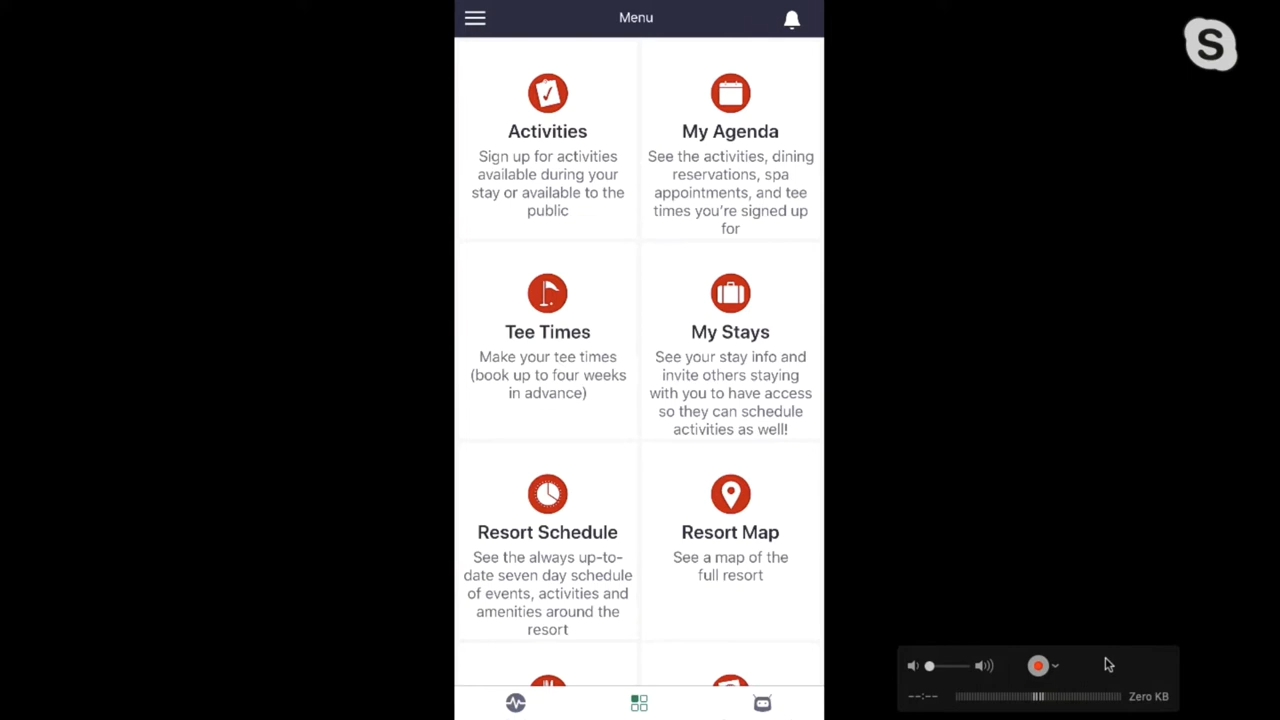 Menu
S
Activities
Sign up for activities
available during your
stay or available to the
public
My Agenda
See the activities, dining
reservations, spa
appointments, and tee
times you're signed up
for
Tee Times
Make your tee times
(book up to four weeks
in advance)
My Stays
See your stay info and
invite others staying
with you to have access
so they can schedule
activities as well!
Resort Schedule
See the always up-to-
date seven day schedule
of events, activities and
amenities around the
resort
Resort Map
See a map of the
full resort
--:--
Zero KB